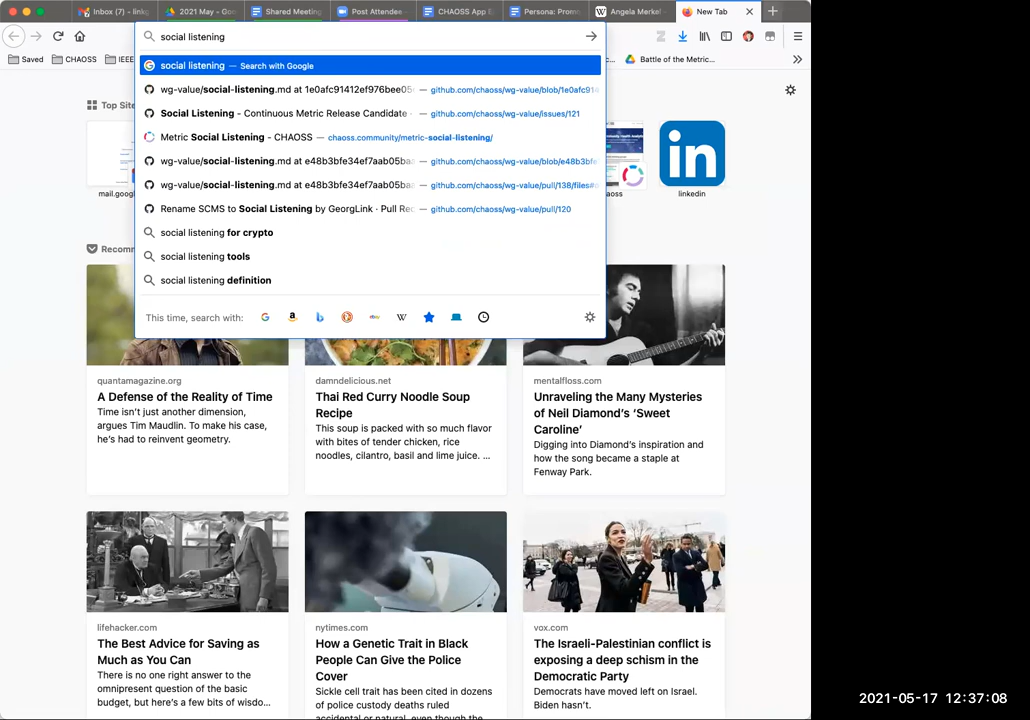 Inbox (7) - link
2021 May - Goo
Shared Meeting
Post Attendee -
CHAOSS App E
Persona: Prom
Angela Merkel -
New Tab
social listening
Saved
CHAOSS
IEEE
Battle of the Metric...
social listening — Search with Google
wg-value/social-listening.md at 1e0afc91412ef976bee05 — github.com/chaoss/wg-value/blob/1e0afc914
Social Listening - Continuous Metric Release Candidate · — github.com/chaoss/wg-value/issues/121
Metric Social Listening - CHAOSS — chaoss.community/metric-social-listening/
wg-value/social-listening.md at e48b3bfe34ef7aab05baa — github.com/chaoss/wg-value/blob/e48b3bfe
wg-value/social-listening.md at e48b3bfe34ef7aab05baa — github.com/chaoss/wg-value/pull/138/files#
Rename SCMS to Social Listening by GeorgLink · Pull Rec — github.com/chaoss/wg-value/pull/120
social listening for crypto
social listening tools
social listening definition
This time, search with:
Top Site
mail.googl
aoss
in
linkedin
Recomm
quantamagazine.org
A Defense of the Reality of Time
Time isn't just another dimension,
argues Tim Maudlin. To make his case,
he's had to reinvent geometry.
damndelicious.net
Thai Red Curry Noodle Soup
Recipe
This soup is packed with so much flavor
with bites of tender chicken, rice
noodles, cilantro, basil and lime juice. ...
mentalfloss.com
Unraveling the Many Mysteries
of Neil Diamond's 'Sweet
Caroline'
Digging into Diamond's inspiration and
how the song became a staple at
Fenway Park.
lifehacker.com
The Best Advice for Saving as
Much as You Can
There is no one right answer to the
omnipresent question of the basic
budget, but here's a few bits of wisdo...
nytimes.com
How a Genetic Trait in Black
People Can Give the Police
Cover
Sickle cell trait has been cited in dozens
of police custody deaths ruled
accidental or natural, even though the
vox.com
The Israeli-Palestinian conflict is
exposing a deep schism in the
Democratic Party
Democrats have moved left on Israel.
Biden hasn't.
2021-05-17 12:37:08